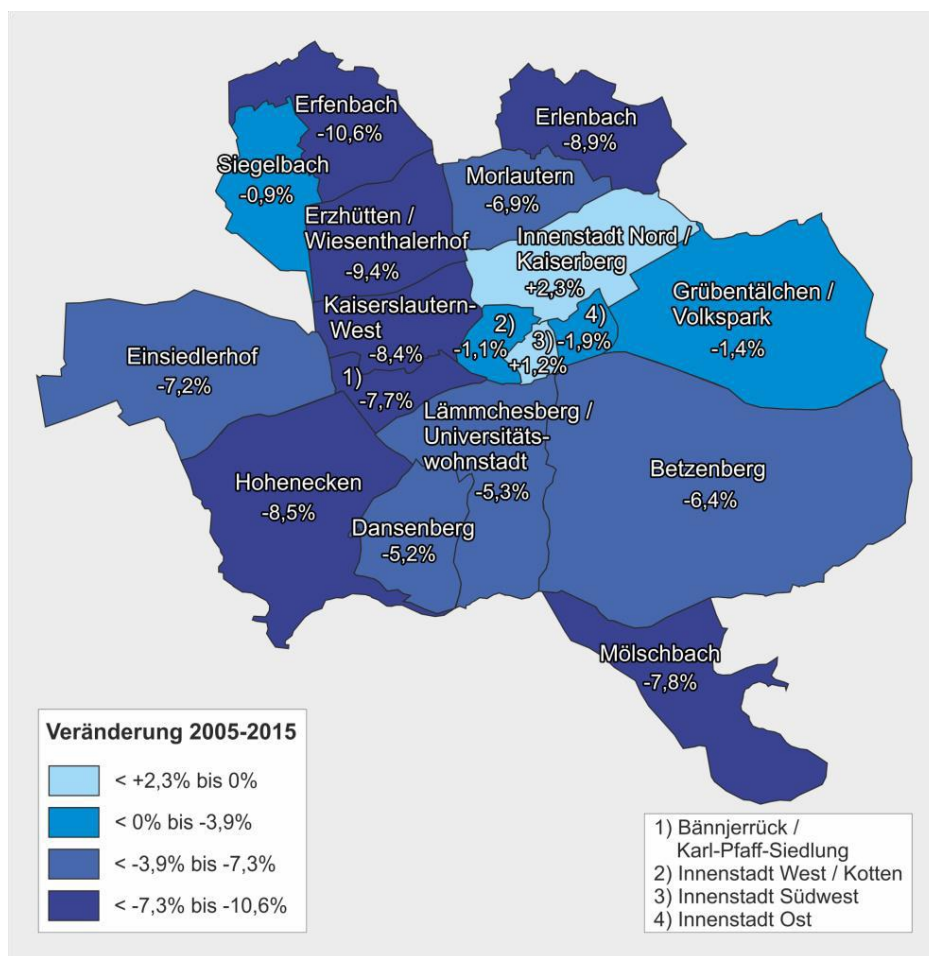 Erfenbach
-10,6%
Erlenbach
-8,9%
Siegelbach
-0,9%
Morlautern
-6,9%
Erzhütten /
Wiesenthalerhof
-9,4%
Innenstadt Nord /
Kaiserberg
+2,3%
Grübentälchen /
Volkspark
-1,4%
Kaiserslautern-
West
-8,4%
2)
-1,1%
3)
+1,2%
4)
-1,9%
Einsiedlerhof
-7,2%
1)
-7,7%
Lämmchesberg /
Universitäts-
wohnstadt
-5,3%
Betzenberg
-6,4%
Hohenecken
-8,5%
Dansenberg
-5,2%
Mölschbach
-7,8%
Veränderung 2005-2015
< +2,3% bis 0%
< 0% bis -3,9%
< -3,9% bis -7,3%
< -7,3% bis -10,6%
1) Bännjerrück /
Karl-Pfaff-Siedlung
2) Innenstadt West / Kotten
3) Innenstadt Südwest
4) Innenstadt Ost